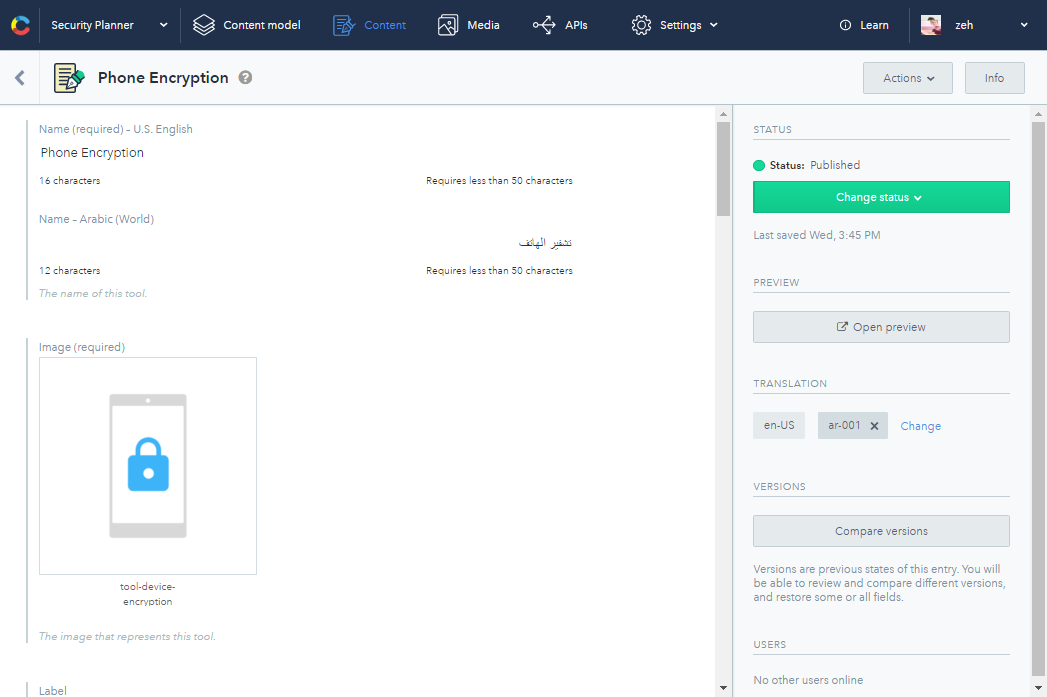 Security Planner
Content model
Content
Media
APIs
Settings
Learn
zeh
Phone Encryption
?
Actions
Info
Name (required) – U.S. English
Phone Encryption
16 characters
Requires less than 50 characters
Name – Arabic (World)
تشفير الهاتف
12 characters
Requires less than 50 characters
The name of this tool.
Image (required)
tool-device-
encryption
The image that represents this tool.
Label
STATUS
Status: Published
Change status
Last saved Wed, 3:45 PM
PREVIEW
Open preview
TRANSLATION
en-US
ar-001
Change
VERSIONS
Compare versions
Versions are previous states of this entry. You will
be able to review and compare different versions,
and restore some or all fields.
USERS
No other users online